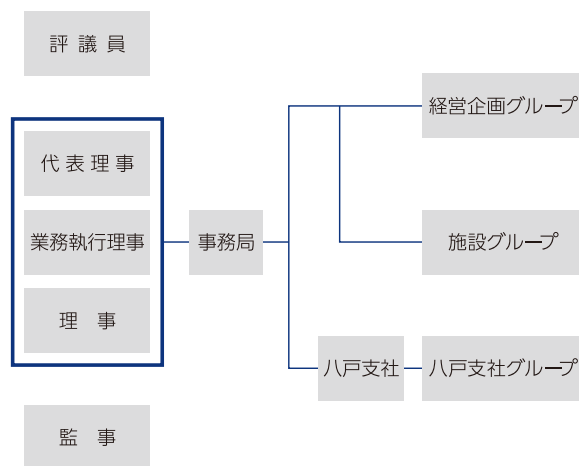 評議員
代表理事
業務執行理事
理事
監事
事務局
経営企画グループ
施設グループ
八戸支社
八戸支社グループ